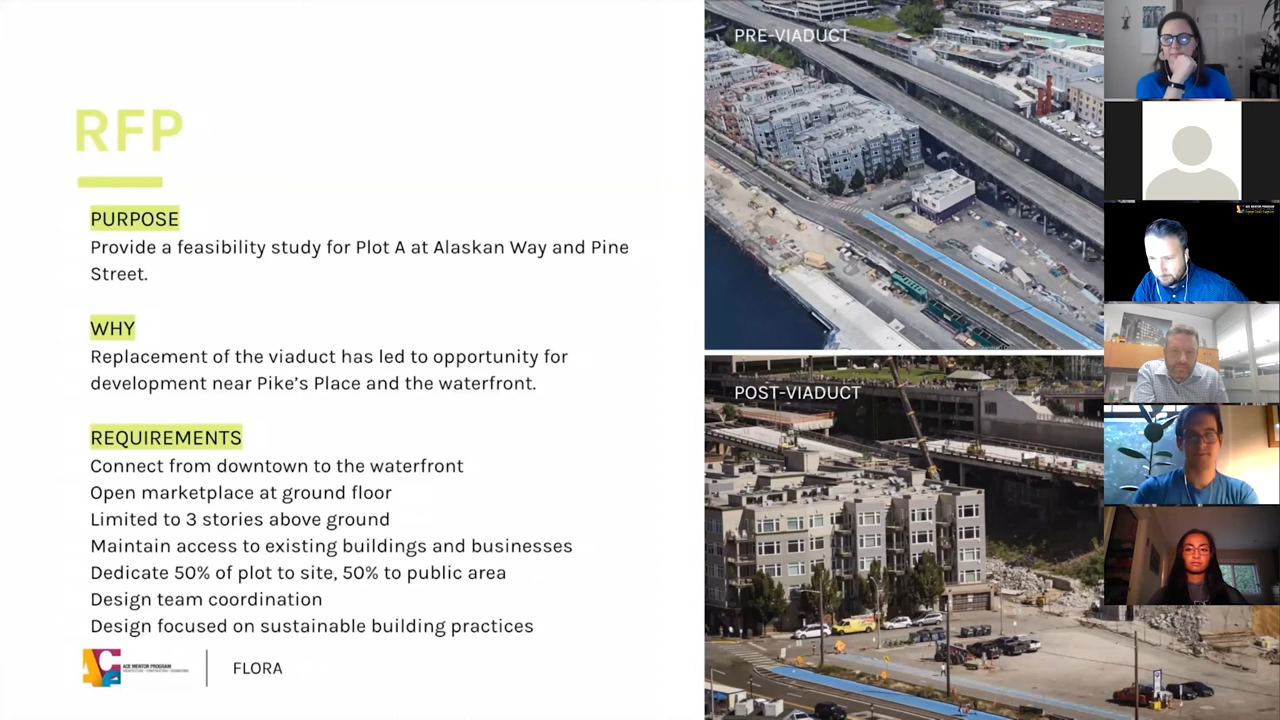 RFP
PURPOSE
Provide a feasibility study for Plot A at Alaskan Way and Pine
Street.
WHY
Replacement of the viaduct has led to opportunity for
development near Pike's Place and the waterfront.
REQUIREMENTS
Connect from downtown to the waterfront
Open marketplace at ground floor
Limited to 3 stories above ground
Maintain access to existing buildings and businesses
Dedicate 50% of plot to site, 50% to public area
Design team coordination
Design focused on sustainable building practices
ACE MENTOR PROGRAM
FLORA
PRE-VIADUCT
POST-VIADUCT